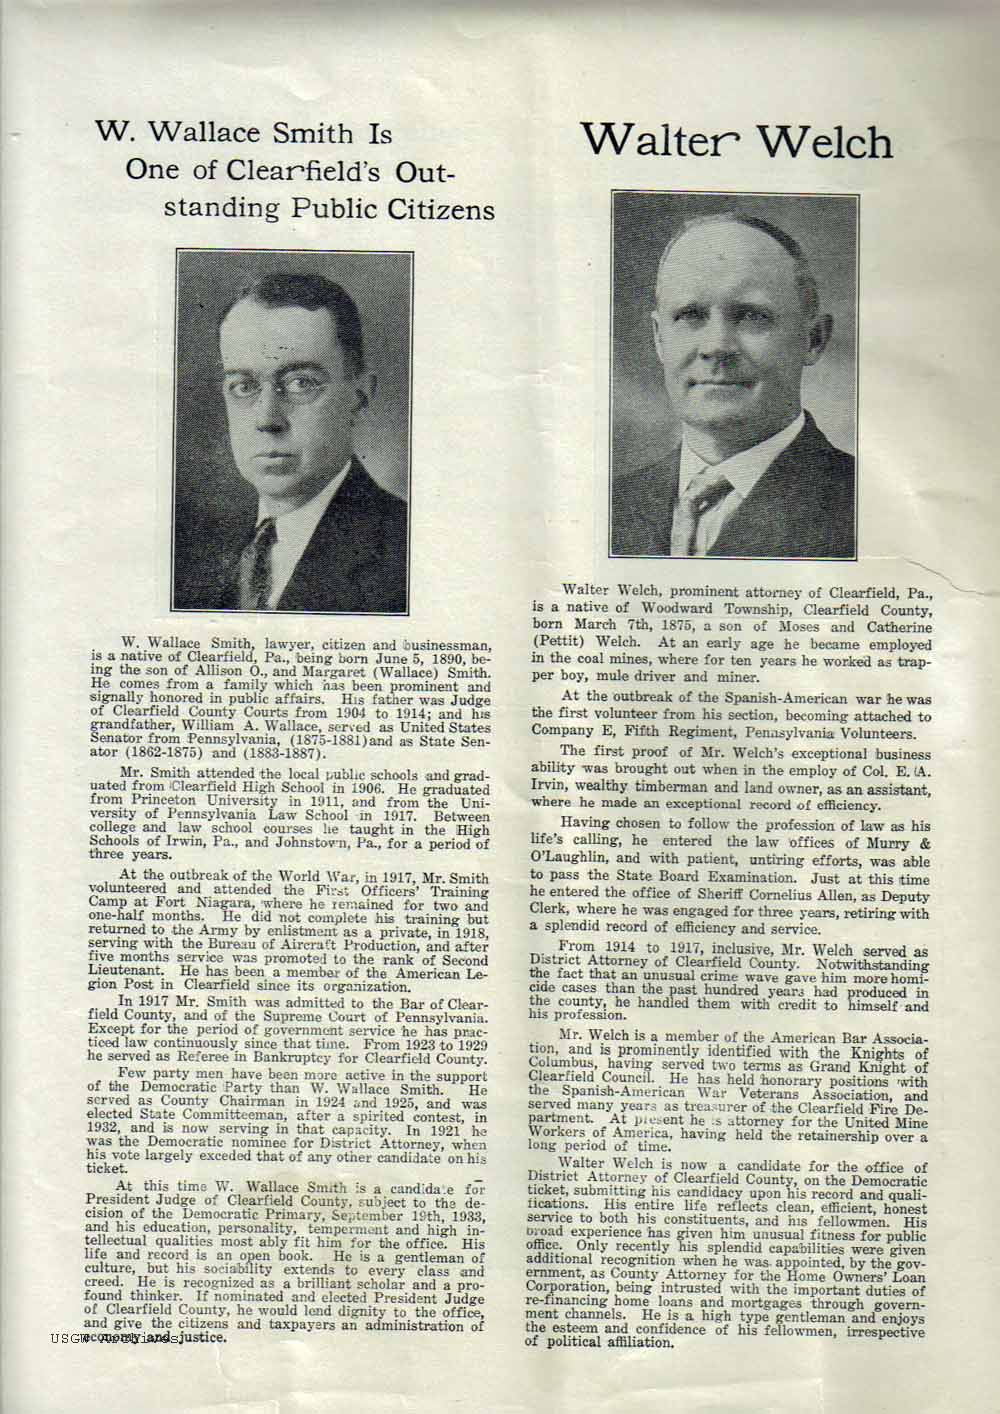 W. Wallace Smith Is
One of Clearfield's Out-
standing Public Citizens
W. Wallace Smith, lawyer, citizen and businessman,
is a native of Clearfield, Pa., being born June 5, 1890, be-
ing the son of Allison O., and Margaret (Wallace) Smith.
He comes from a family which has been prominent and
signally honored in public affairs. His father was Judge
of Clearfield County Courts from 1904 to 1914; and his
grandfather, William A. Wallace, served as United States
Senator from Pennsylvania, (1875-1881)and as State Sen-
ator (1862-1875) and (1883-1887).
Mr. Smith attended the local public schools and grad-
uated from Clearfield High School in 1906. He graduated
from Princeton University in 1911, and from the Uni-
versity of Pennsylvania Law School in 1917. Between
college and law school courses he taught in the High
Schools of Irwin, Pa., and Johnstown, Pa., for a period of
three years.
At the outbreak of the World War, in 1917, Mr. Smith
volunteered and attended the First Officers' Training
Camp at Fort Niagara, where he remained for two and
one-half months. He did not complete his training but
returned to the Army by enlistment as a private, in 1918,
serving with the Bureau of Aircraft Production, and after
five months service was promoted to the rank of Second
Lieutenant. He has been a member of the American Le-
gion Post in Clearfield since its organization.
In 1917 Mr. Smith was admitted to the Bar of Clear-
field County, and of the Supreme Court of Pennsylvania.
Except for the period of government service he has prac-
ticed law continuously since that time. From 1923 to 1929
he served as Referee in Bankruptcy for Clearfield County.
Few party men have been more active in the support
of the Democratic Party than W. Wallace Smith. He
served as County Chairman in 1924 and 1925, and was
elected State Committeeman, after a spirited contest, in
1932, and is now serving in that capacity. In 1921 he
was the Democratic nominee for District Attorney, when
his vote largely exceded that of any other candidate on his
ticket.
At this time W. Wallace Smith is a candidate for
President Judge of Clearfield County, subject to the de-
cision of the Democratic Primary, September 19th, 1933,
and his education, personality, temperment and high in-
tellectual qualities most ably fit him for the office. His
life and record is an open book. He is a gentleman of
culture, but his sociability extends to every class and
creed. He is recognized as a brilliant scholar and a pro-
found thinker. If nominated and elected President Judge
of Clearfield County, he would lend dignity to the office,
and give the citizens and taxpayers an administration of
economy and justice.
USGW Archives
Walter Welch
Walter Welch, prominent attorney of Clearfield, Pa.,
is a native of Woodward Township, Clearfield County,
born March 7th, 1875, a son of Moses and Catherine
(Pettit) Welch. At an early age he became employed
in the coal mines, where for ten years he worked as trap-
per boy, mule driver and miner.
At the outbreak of the Spanish-American war he was
the first volunteer from his section, becoming attached to
Company E, Fifth Regiment, Pennsylvania Volunteers.
The first proof of Mr. Welch's exceptional business
ability was brought out when in the employ of Col. E. A.
Irvin, wealthy timberman and land owner, as an assistant,
where he made an exceptional record of efficiency.
Having chosen to follow the profession of law as his
life's calling, he entered the law offices of Murry &
O'Laughlin, and with patient, untiring efforts, was able
to pass the State Board Examination. Just at this time
he entered the office of Sheriff Cornelius Allen, as Deputy
Clerk, where he was engaged for three years, retiring with
a splendid record of efficiency and service.
From 1914 to 1917, inclusive, Mr. Welch served as
District Attorney of Clearfield County. Notwithstanding
the fact that an unusual crime wave gave him more homi-
cide cases than the past hundred years had produced in
the county, he handled them with credit to himself and
his profession.
Mr. Welch is a member of the American Bar Associa-
tion, and is prominently identified with the Knights of
Columbus, having served two terms as Grand Knight of
Clearfield Council. He has held honorary positions with
the Spanish-American War Veterans Association, and
served many years as treasurer of the Clearfield Fire De-
partment. At present he is attorney for the United Mine
Workers of America, having held the retainership over a
long period of time.
Walter Welch is now a candidate for the office of
District Attorney of Clearfield County, on the Democratic
ticket, submitting his candidacy upon his record and quali-
fications. His entire life reflects clean, efficient, honest
service to both his constituents, and his fellowmen. His
broad experience has given him unusual fitness for public
office. Only recently his splendid capabilities were given
additional recognition when he was appointed, by the gov-
ernment, as County Attorney for the Home Owners' Loan
Corporation, being intrusted with the important duties of
re-financing home loans and mortgages through govern-
ment channels. He is a high type gentleman and enjoys
the esteem and confidence of his fellowmen, irrespective
of political affiliation.